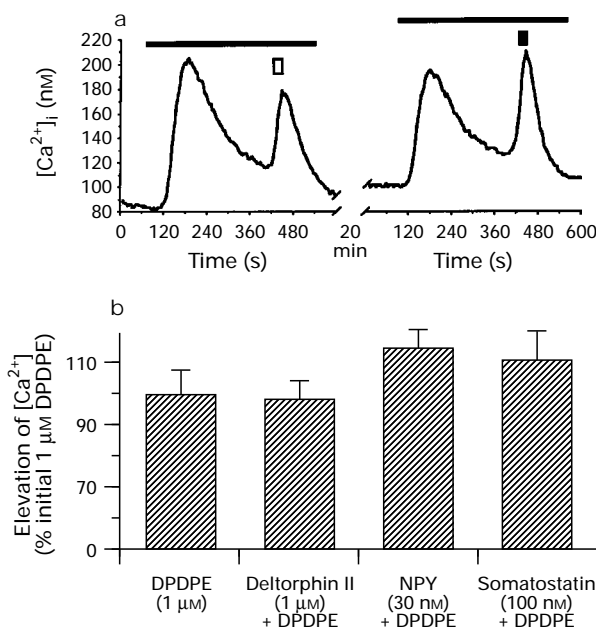 a
[Ca2+]i (nM)
220
200
180
160
140
120
100
80
0 120 240 360 480 20 min 120 240 360 480 600
Time (s) Time (s)
b
Elevation of [Ca2+]
(% initial 1 µM DPDPE)
110
90
70
0
DPDPE Deltorphin II NPY Somatostatin
(1 µM) (1 µM) (30 nM) (100 nM)
+ DPDPE + DPDPE + DPDPE